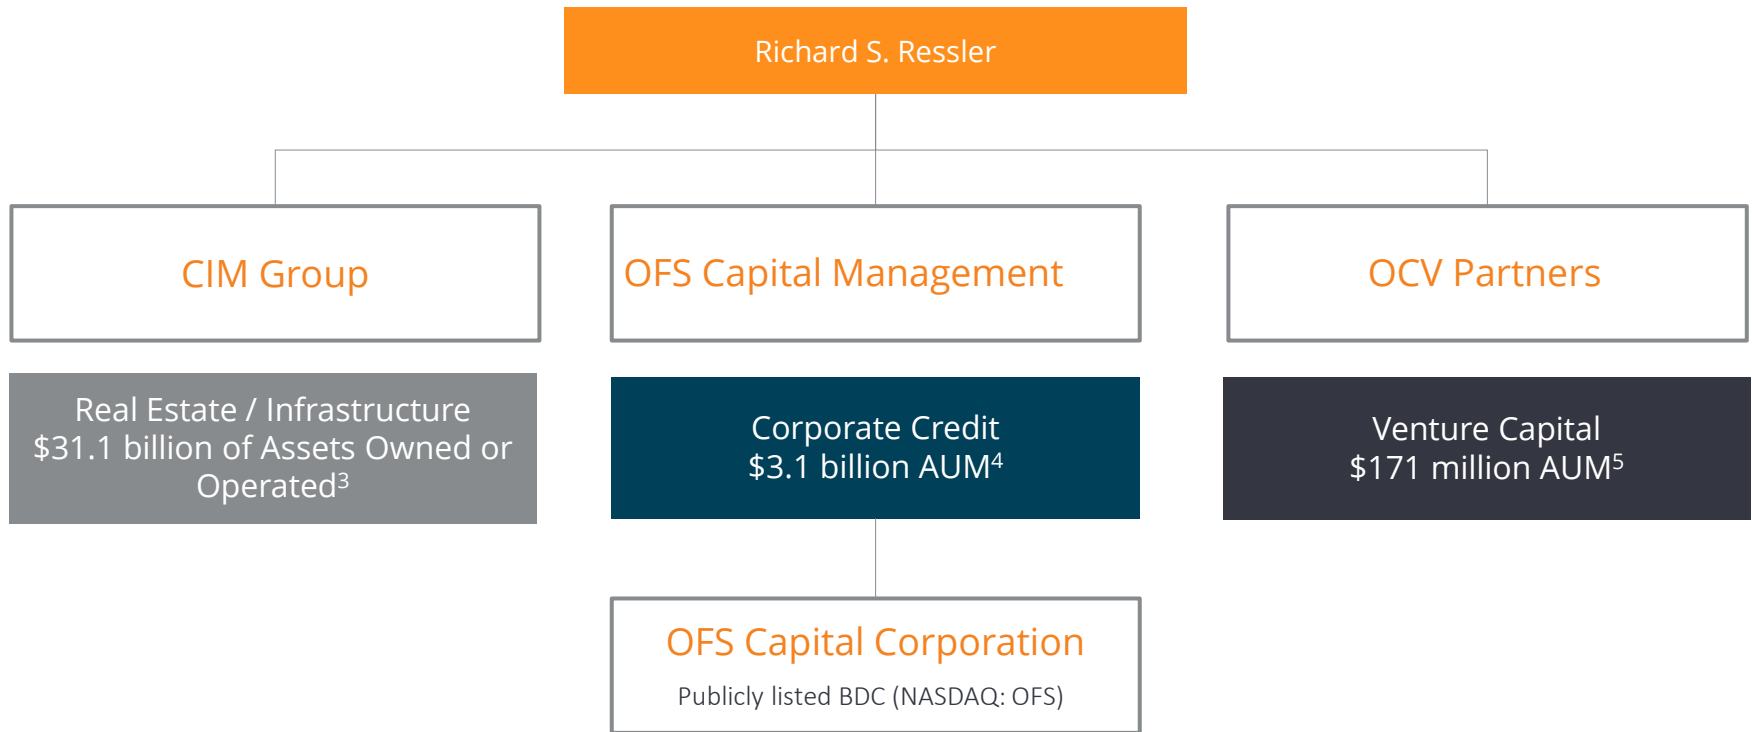 Richard S. Ressler
CIM Group
OFS Capital Management
OCV Partners
Real Estate / Infrastructure
$31.1 billion of Assets Owned or
Operated³
Corporate Credit
$3.1 billion AUM⁴
Venture Capital
$171 million AUM⁵
OFS Capital Corporation
Publicly listed BDC (NASDAQ: OFS)